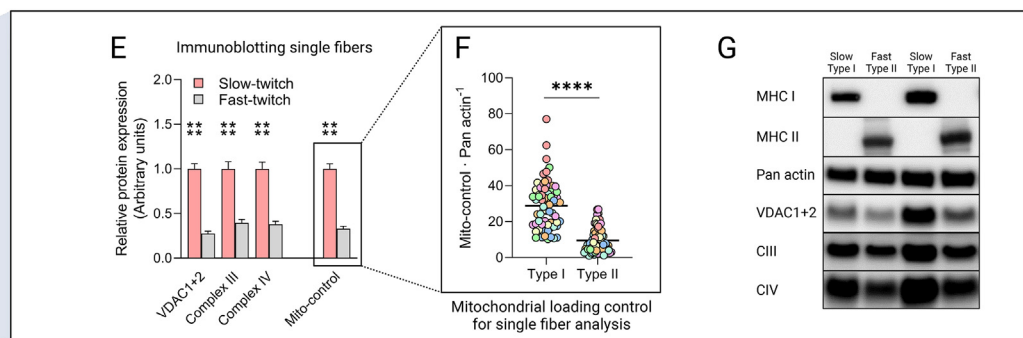 E
Immunoblotting single fibers
Relative protein expression
(Arbitrary units)
2.0
1.5
1.0
0.5
0.0
Slow-twitch
Fast-twitch
** ** ** **
** ** ** **
VDAC1+2
Complex III
Complex IV
Mito-control
F
Mito-control · Pan actin⁻¹
100
80
60
40
20
0
****
Type I Type II
Mitochondrial loading control
for single fiber analysis
G
Slow Fast Slow Fast
Type I Type II Type I Type II
MHC I
MHC II
Pan actin
VDAC1+2
CIII
CIV